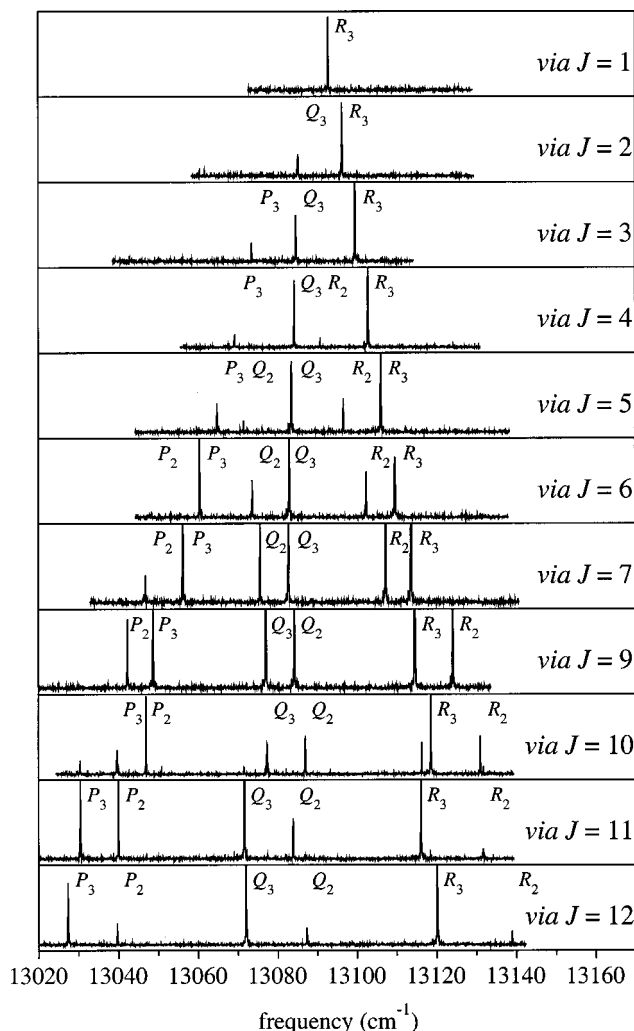 R3
via J = 1
Q3 R3
via J = 2
P3 Q3 R3
via J = 3
P3 Q3 R2 R3
via J = 4
P3 Q2 Q3 R2 R3
via J = 5
P2 P3 Q2 Q3 R2 R3
via J = 6
P2 P3 Q2 Q3 R2 R3
via J = 7
P2 P3 Q3 Q2 R3 R2
via J = 9
P3 P2 Q3 Q2 R3 R2
via J = 10
P3 P2 Q3 Q2 R3 R2
via J = 11
P3 P2 Q3 Q2 R3 R2
via J = 12
13020 13040 13060 13080 13100 13120 13140 13160
frequency (cm-1)